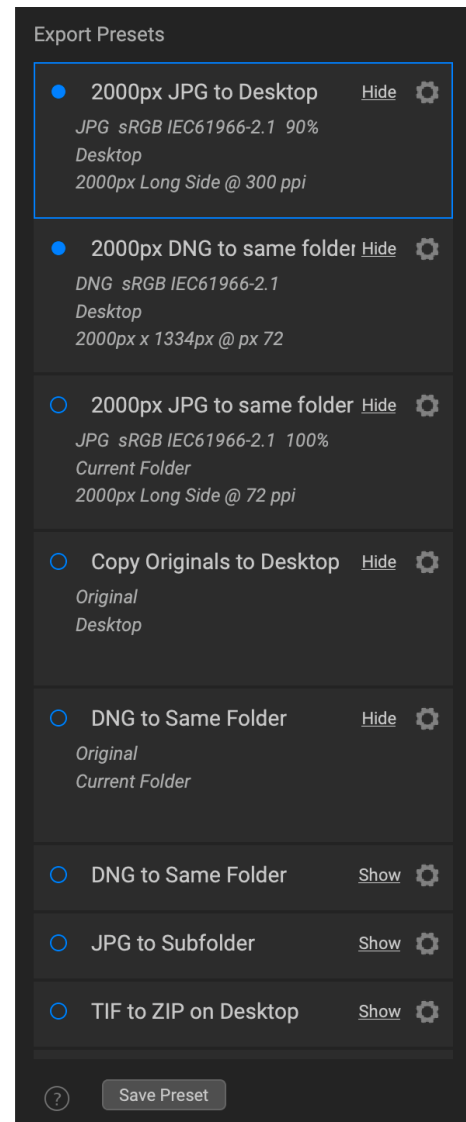 Export Presets
2000px JPG to Desktop Hide
JPG sRGB IEC61966-2.1 90%
Desktop
2000px Long Side @ 300 ppi
2000px DNG to same folder Hide
DNG sRGB IEC61966-2.1
Desktop
2000px x 1334px @ px 72
2000px JPG to same folder Hide
JPG sRGB IEC61966-2.1 100%
Current Folder
2000px Long Side @ 72 ppi
Copy Originals to Desktop Hide
Original
Desktop
DNG to Same Folder Hide
Original
Current Folder
DNG to Same Folder Show
JPG to Subfolder Show
TIF to ZIP on Desktop Show
? Save Preset